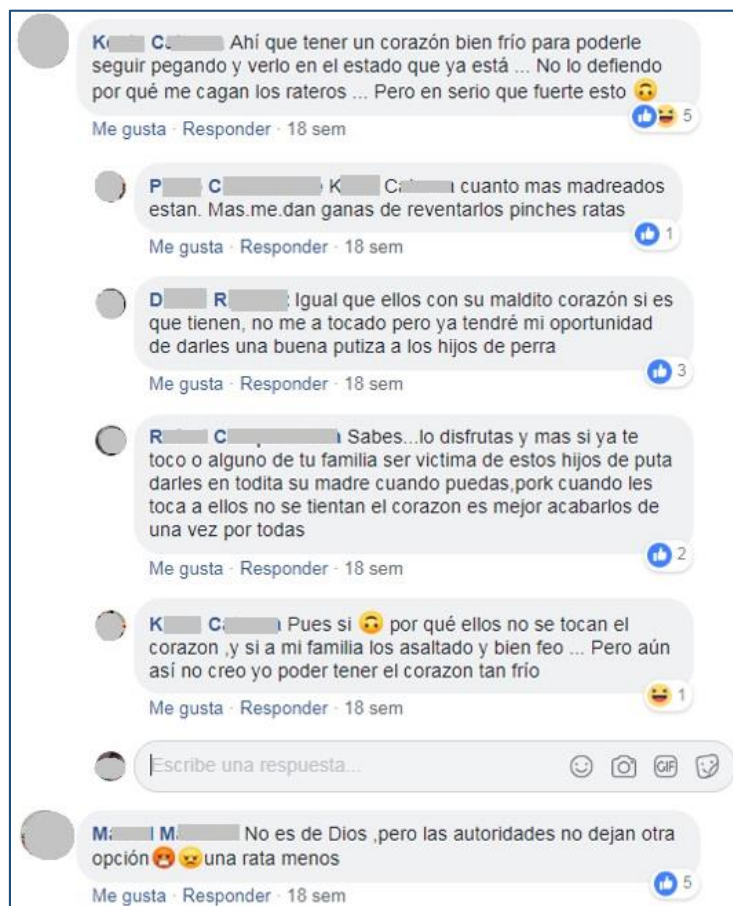 K C Ahí que tener un corazón bien frío para poderle
seguir pegando y verlo en el estado que ya está ... No lo defiendo
por qué me cagan los rateros ... Pero en serio que fuerte esto 🙃
5
Me gusta · Responder · 18 sem
P C K Ca a cuanto mas madreados
estan. Mas.me.dan ganas de reventarlos pinches ratas
1
Me gusta · Responder · 18 sem
D R Igual que ellos con su maldito corazón si es
que tienen, no me a tocado pero ya tendré mi oportunidad
de darles una buena putiza a los hijos de perra
3
Me gusta · Responder · 18 sem
R C Sabes...lo disfrutas y mas si ya te
toco o alguno de tu familia ser victima de estos hijos de puta
darles en todita su madre cuando puedas,pork cuando les
toca a ellos no se tientan el corazon es mejor acabarlos de
una vez por todas
2
Me gusta · Responder · 18 sem
K C a Pues si 🙃 por qué ellos no se tocan el
corazon ,y si a mi familia los asaltado y bien feo ... Pero aún
así no creo yo poder tener el corazon tan frío
1
Me gusta · Responder · 18 sem
Escribe una respuesta...
GIF
M M No es de Dios ,pero las autoridades no dejan otra
opción😡😠una rata menos
5
Me gusta · Responder · 18 sem